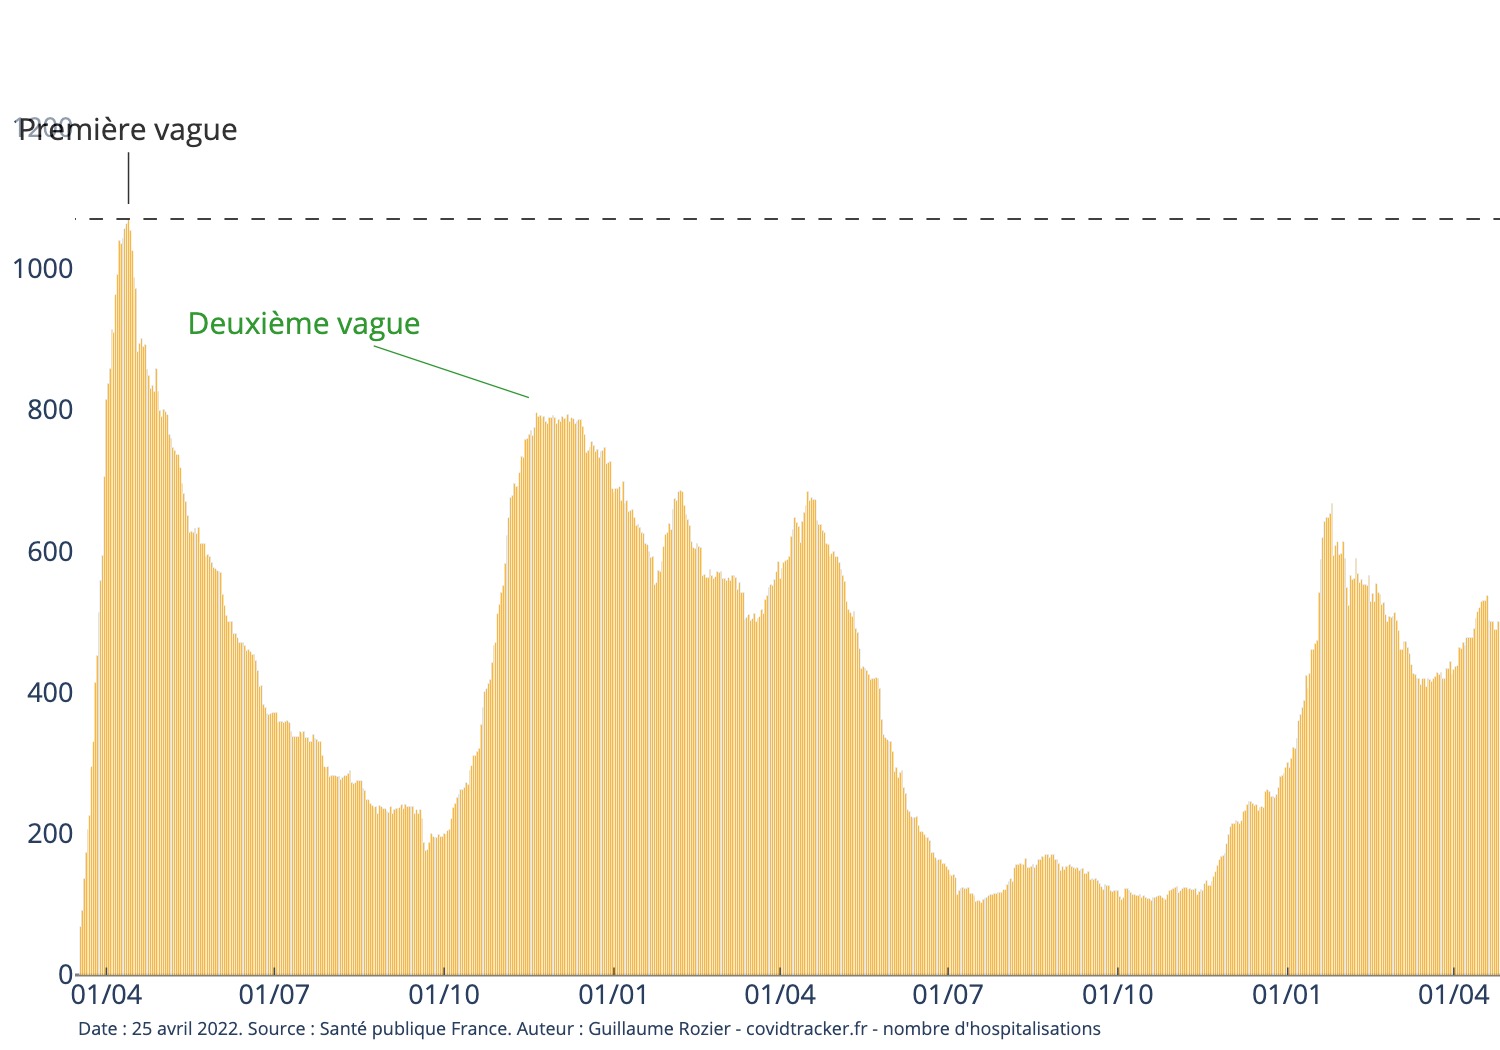 1200
Première vague
1000
Deuxième vague
800
600
400
200
0
01/04 01/07 01/10 01/01 01/04 01/07 01/10 01/01 01/04
Date : 25 avril 2022. Source : Santé publique France. Auteur : Guillaume Rozier - covidtracker.fr - nombre d'hospitalisations